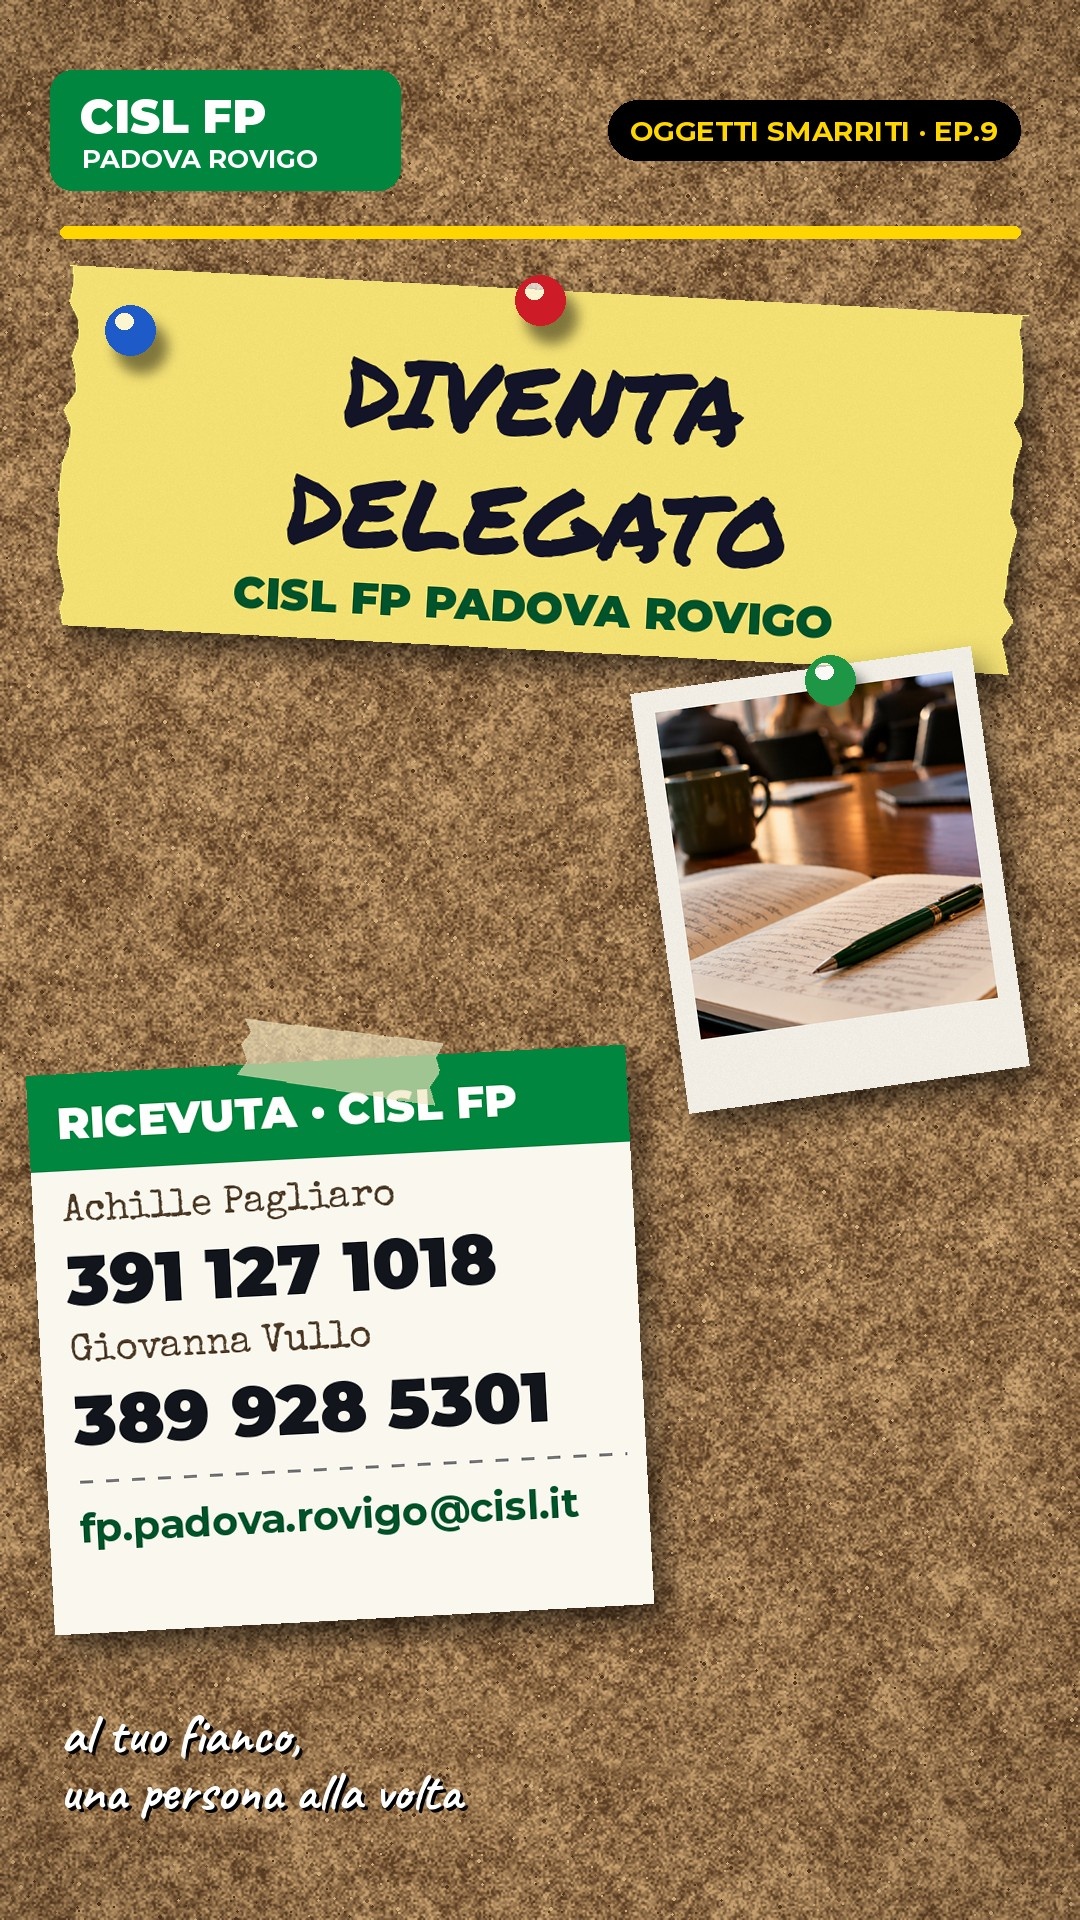 CISL FP
PADOVA ROVIGO
OGGETTI SMARRITI · EP.9
DIVENTA
DELEGATO
CISL FP PADOVA ROVIGO
RICEVUTA • CISL FP
Achille Pagliaro
391 127 1018
Giovanna Vullo
389 928 5301
fp.padova.rovigo@cisl.it
al tuo fianco,
una persona alla volta